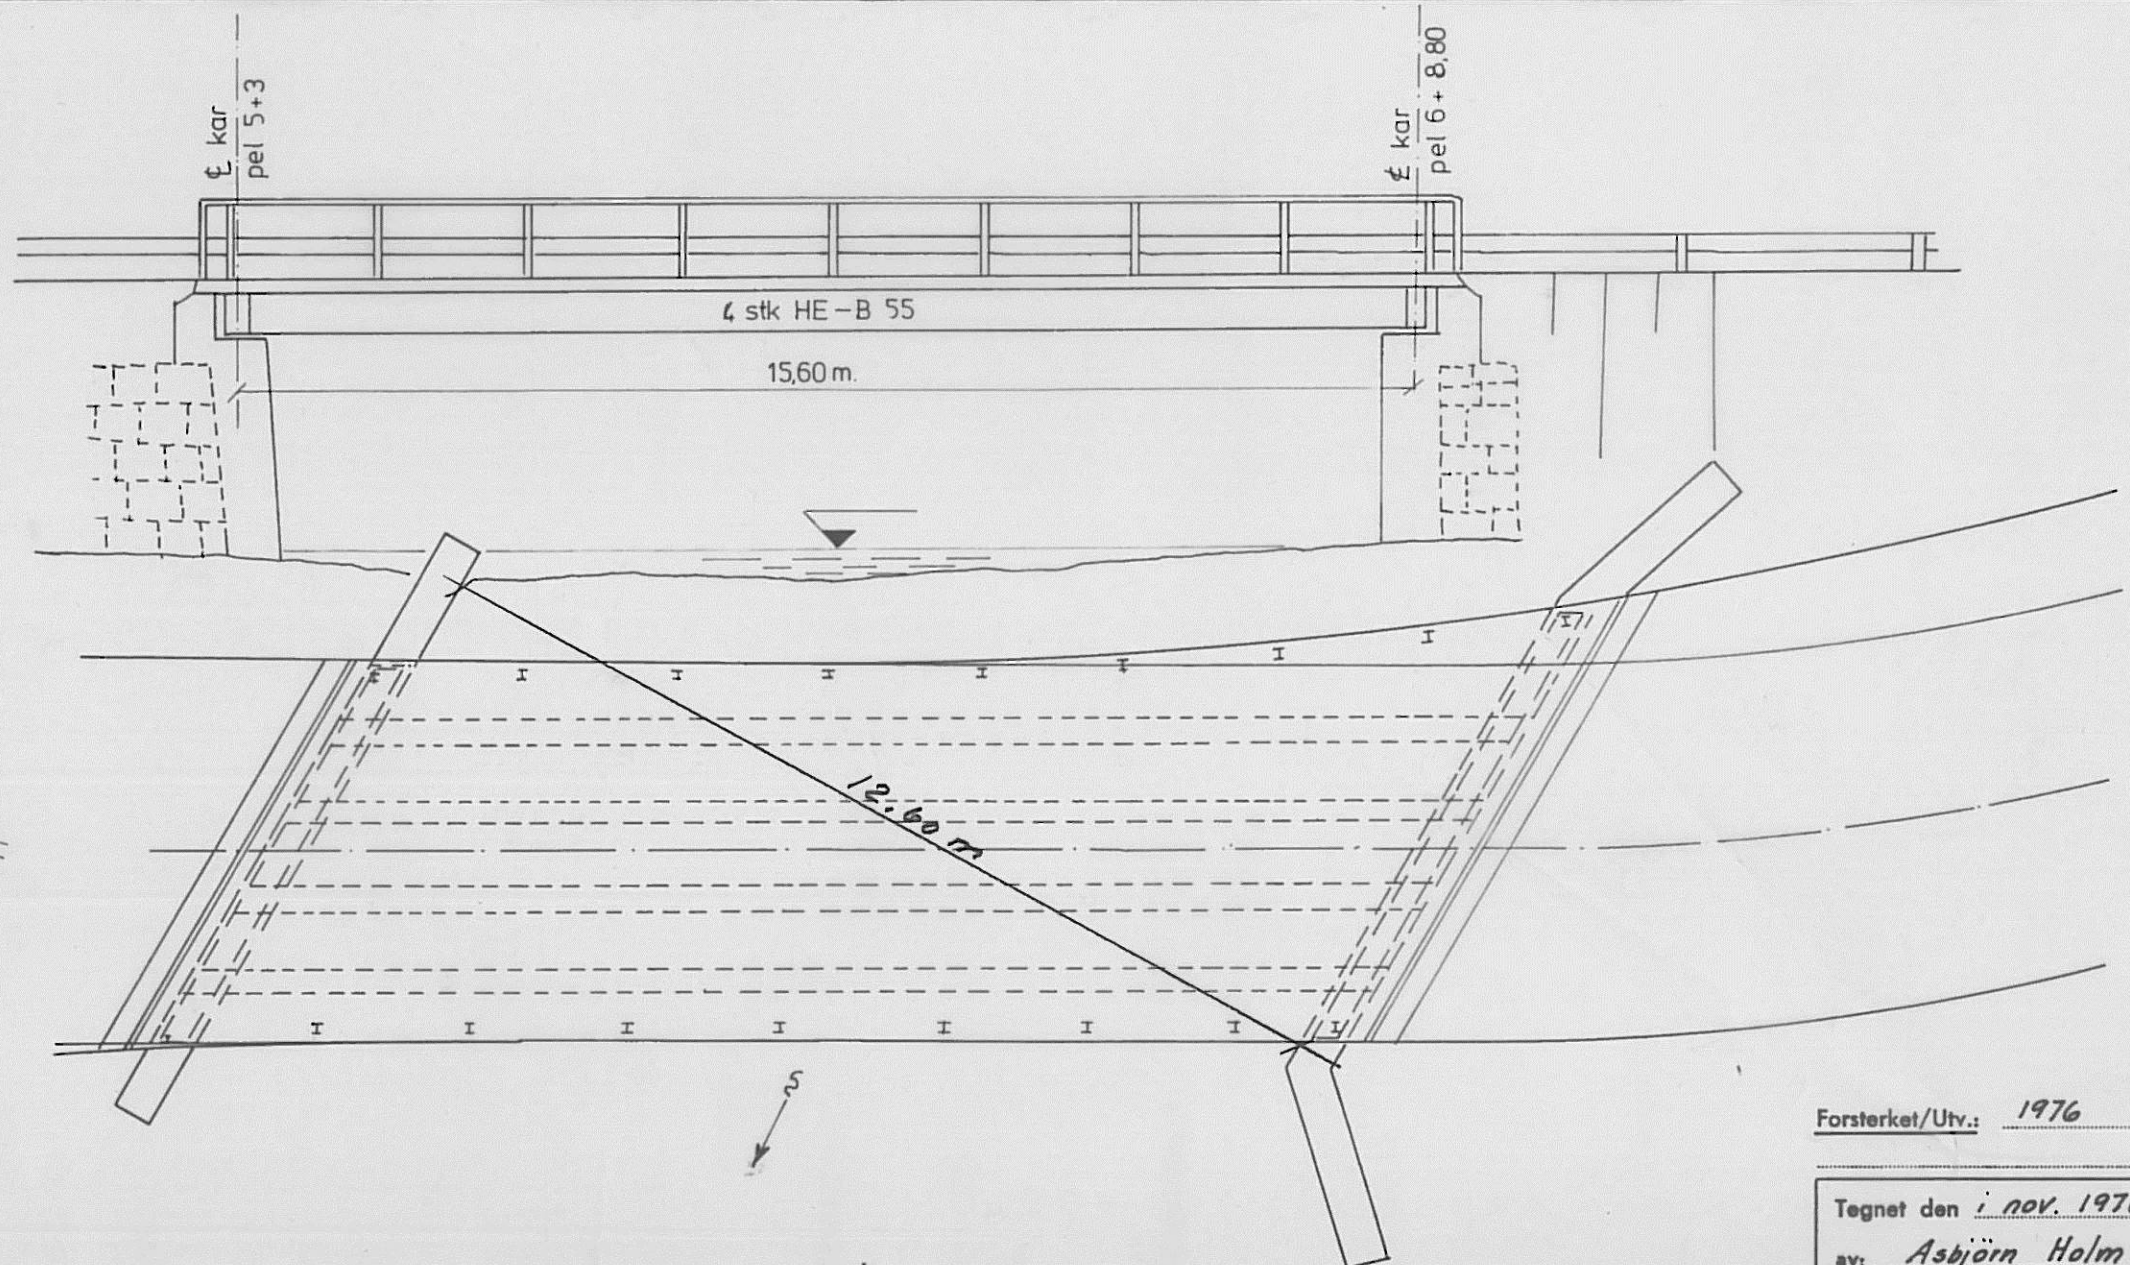 ℄ kar
pel 5+3
℄ kar
pel 6 + 8,80
4 stk HE-B 55
15,60 m.
12.60 m
S
Forsterket/Utv.: 1976
Tegnet den i nov. 197
av: Asbjörn Holm